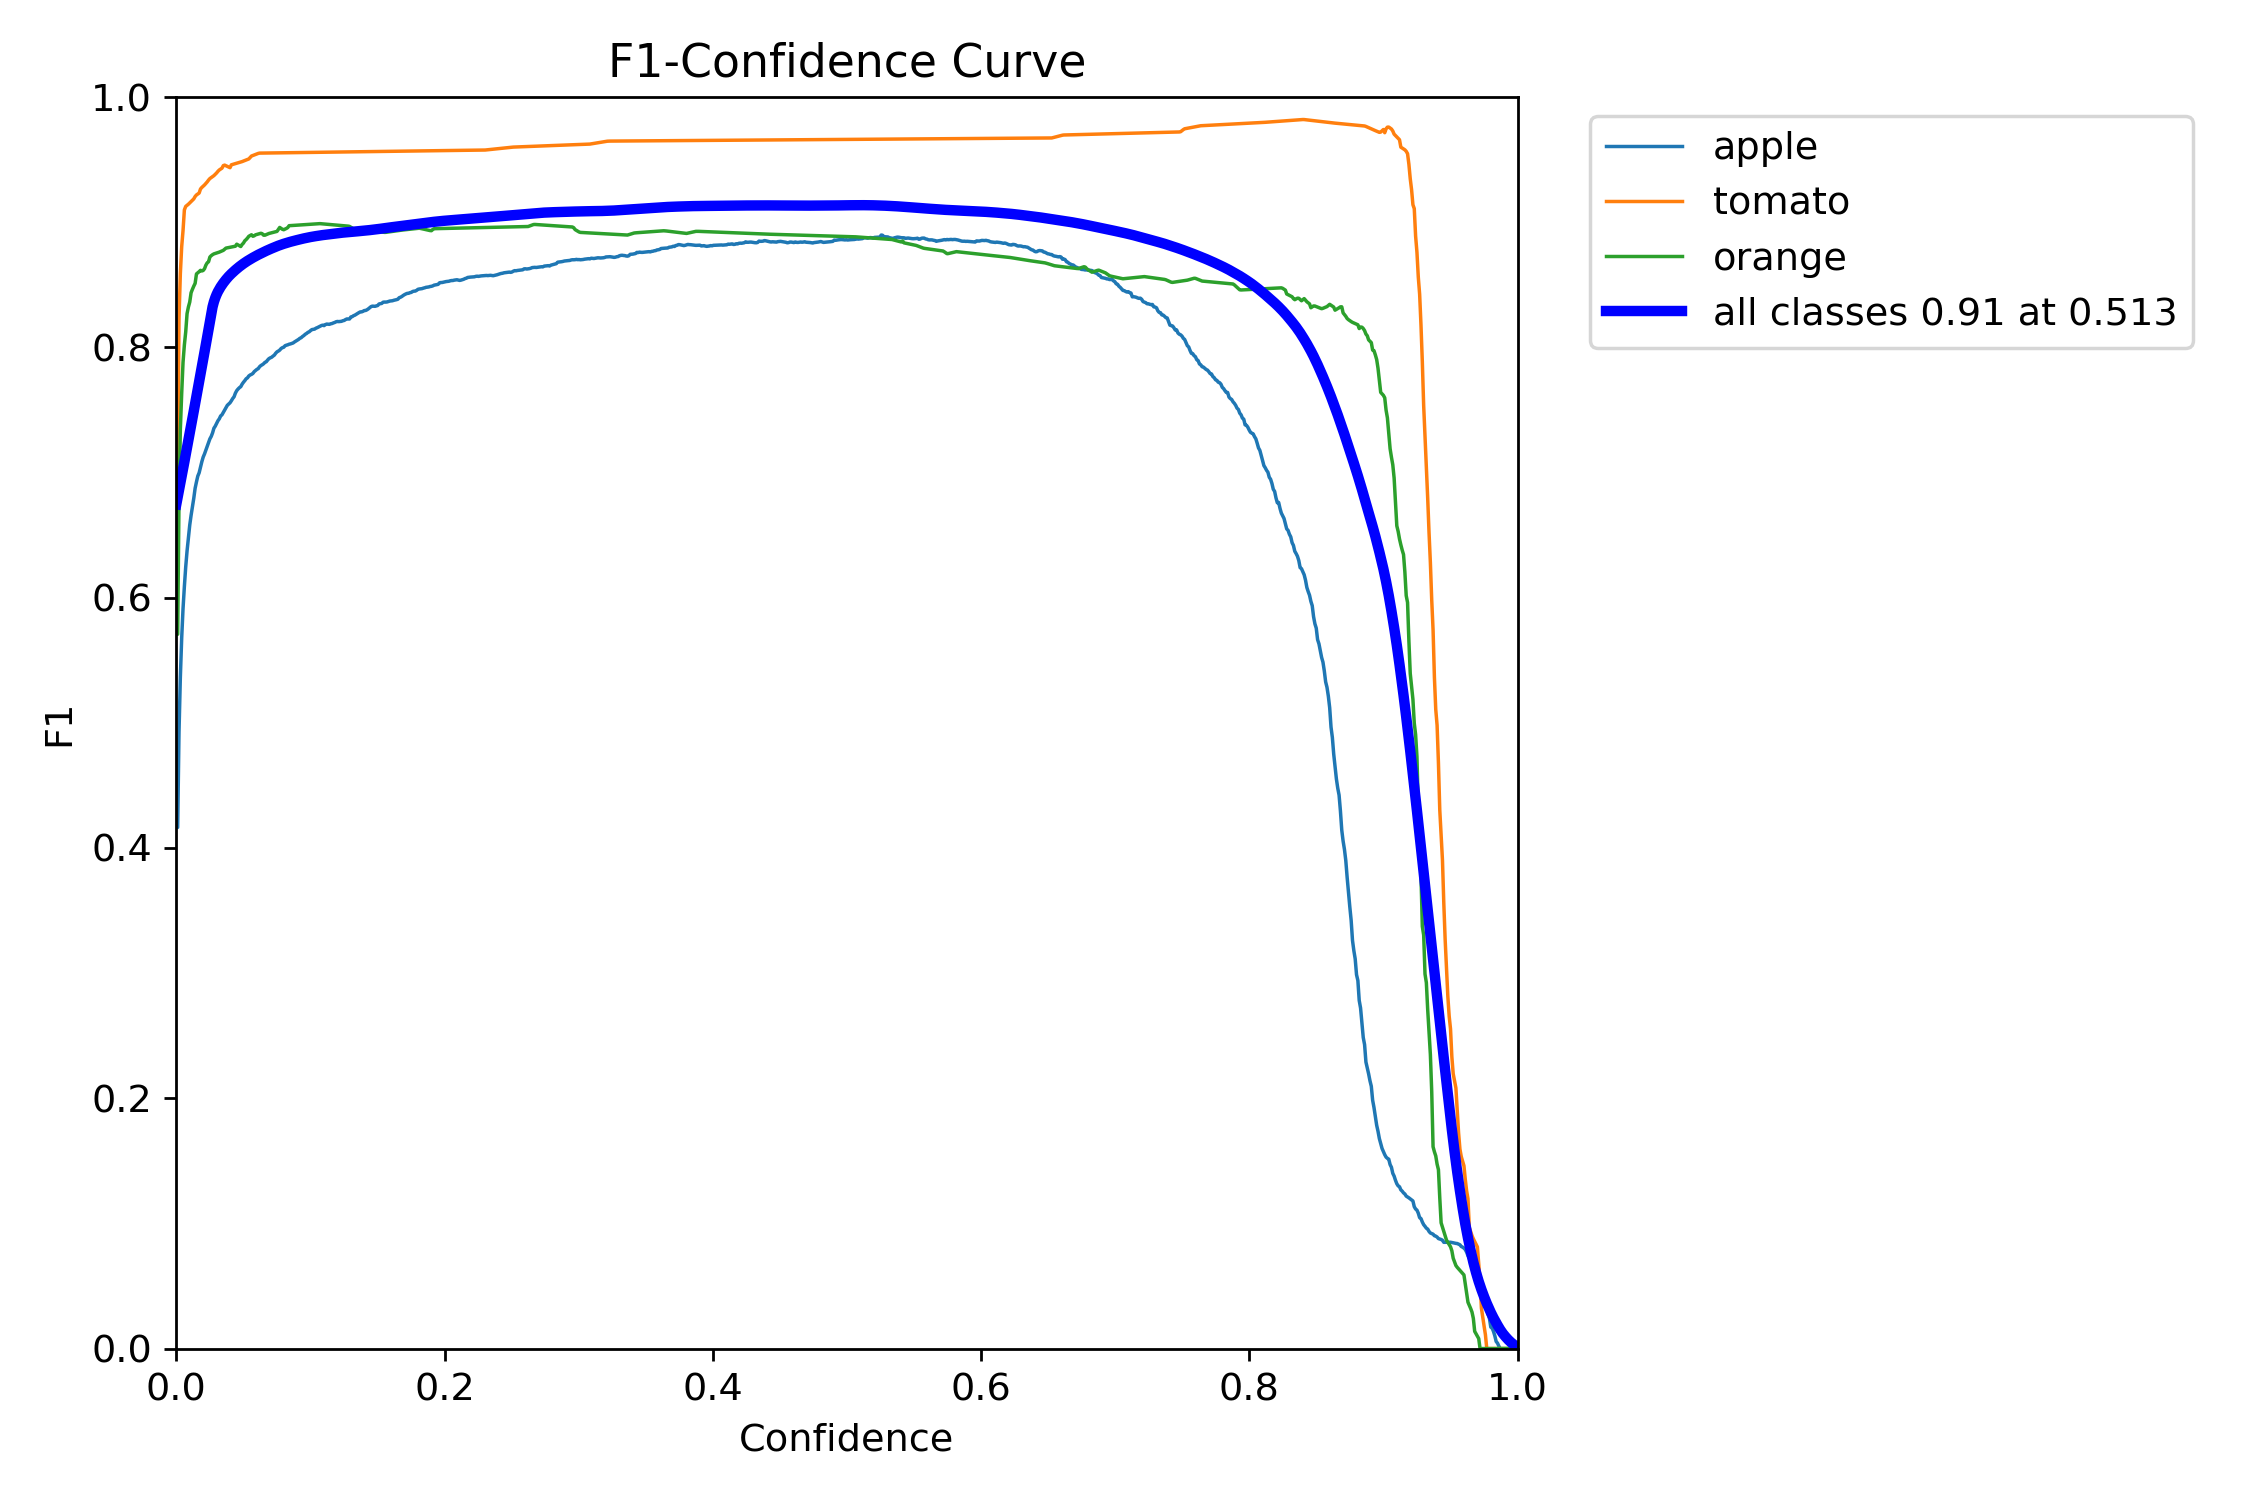 F1-Confidence Curve
1.0
0.8
0.6
0.4
0.2
0.0
F1
0.0 0.2 0.4 0.6 0.8 1.0
Confidence
apple
tomato
orange
all classes 0.91 at 0.513